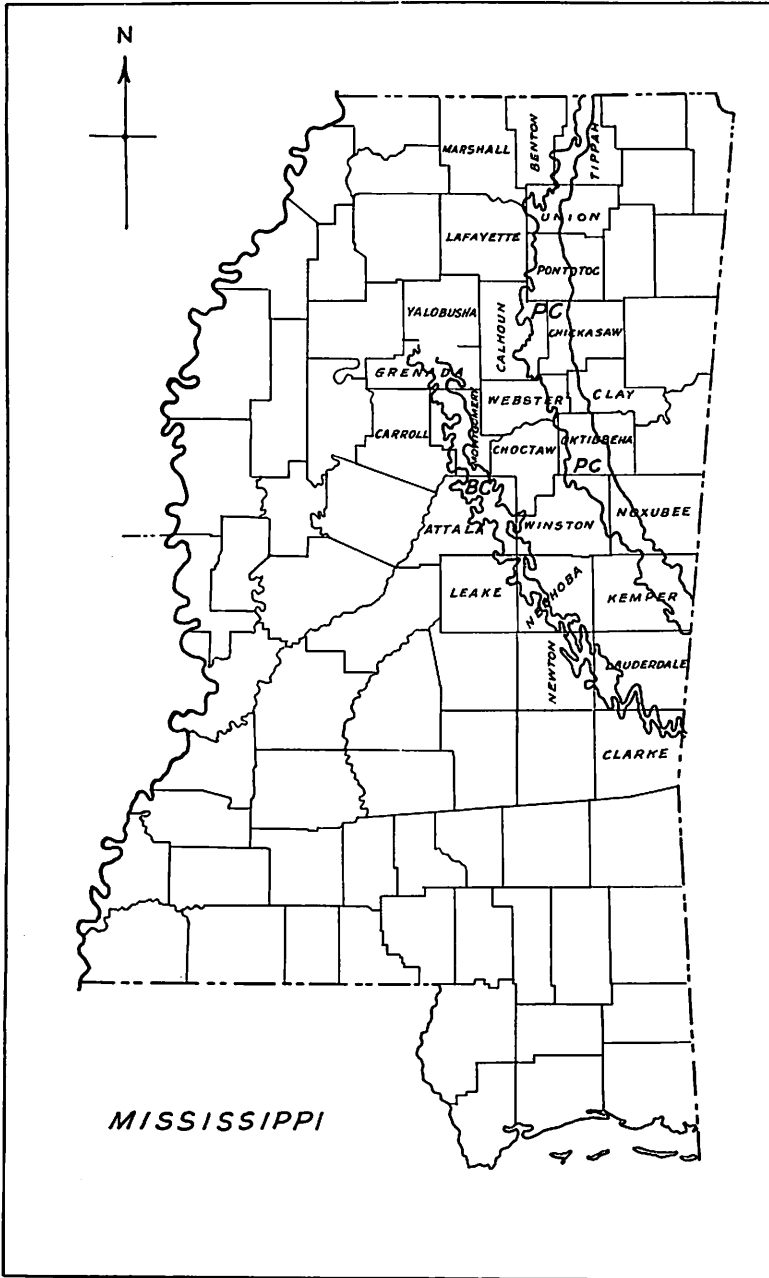 N
MARSHALL
BENTON
TIPPAH
UNION
LAFAYETTE
PONTOTOC
YALOBUSHA
CALHOUN
PC
CHICKASAW
GRENADA
WEBSTER
CLAY
CARROLL
MONTGOMERY
CHOCTAW
OKTIBBEHA
PC
BC
ATTALA
WINSTON
NOXUBEE
LEAKE
NESHOBA
KEMPER
NEWTON
LAUDERDALE
CLARKE
MISSISSIPPI